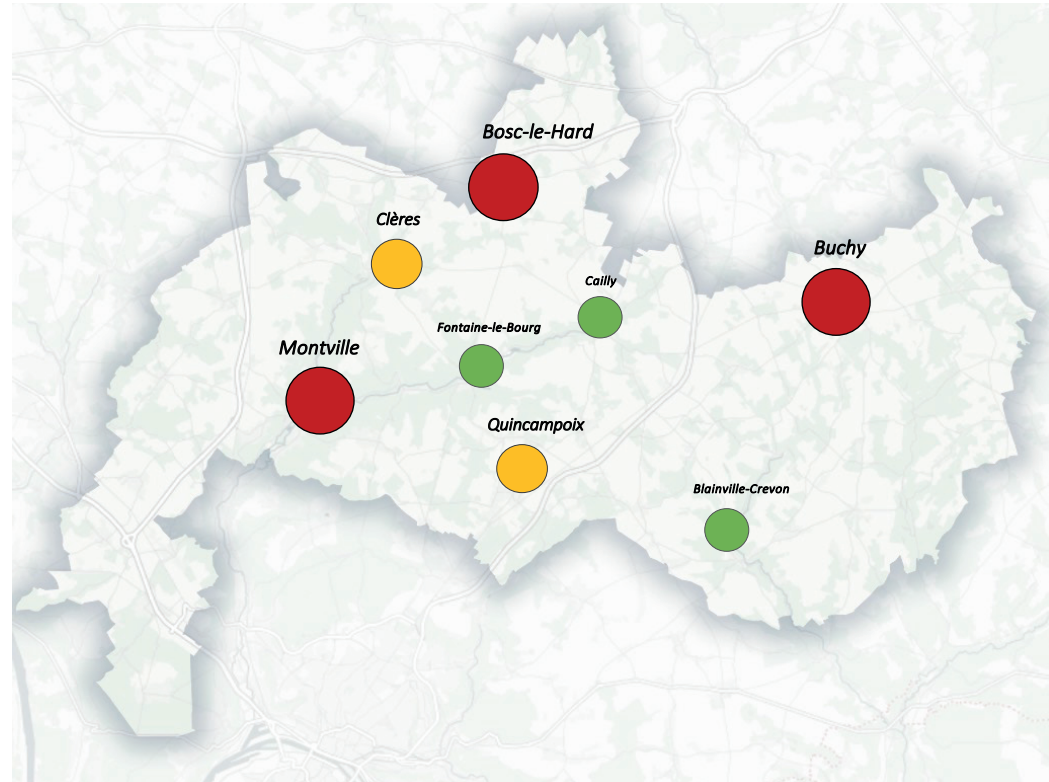 Bosc-le-Hard
Clères
Buchy
Cailly
Fontaine-le-Bourg
Montville
Quincampoix
Blainville-Crevon